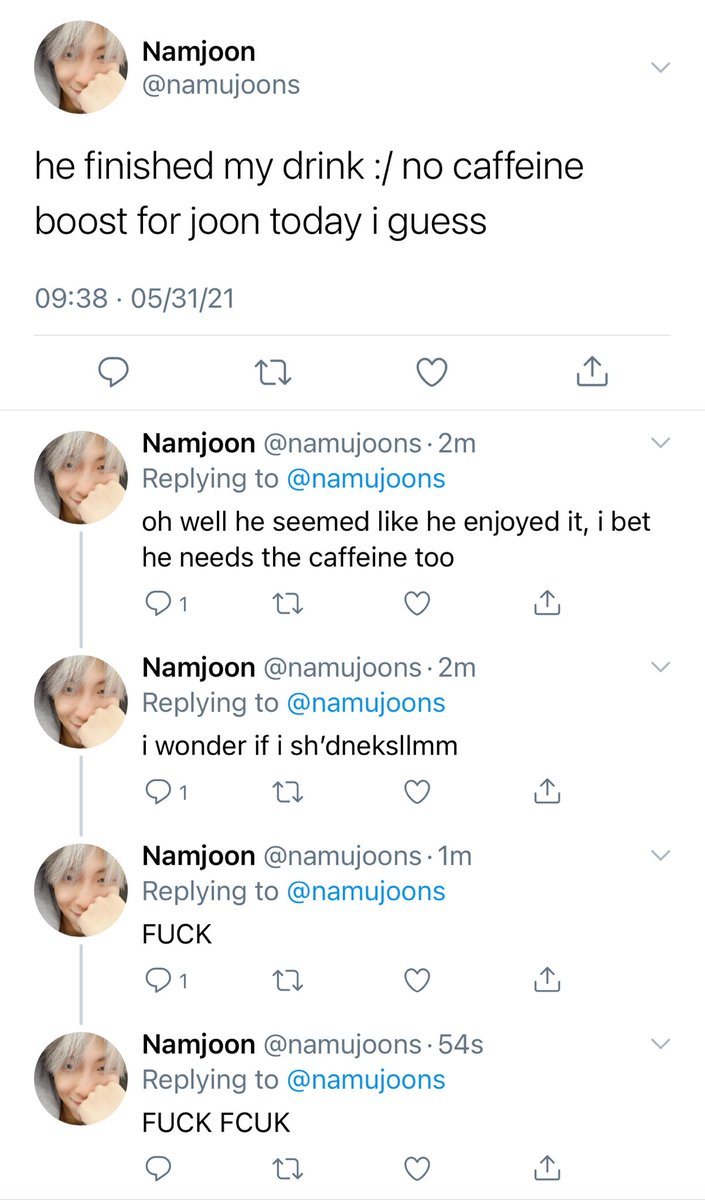 Namjoon
@namujoons
he finished my drink :/ no caffeine
boost for joon today i guess
09:38 · 05/31/21
Namjoon @namujoons · 2m
Replying to @namujoons
oh well he seemed like he enjoyed it, i bet
he needs the caffeine too
1
Namjoon @namujoons · 2m
Replying to @namujoons
i wonder if i sh’dneksllmm
1
Namjoon @namujoons · 1m
Replying to @namujoons
FUCK
1
Namjoon @namujoons · 54s
Replying to @namujoons
FUCK FCUK